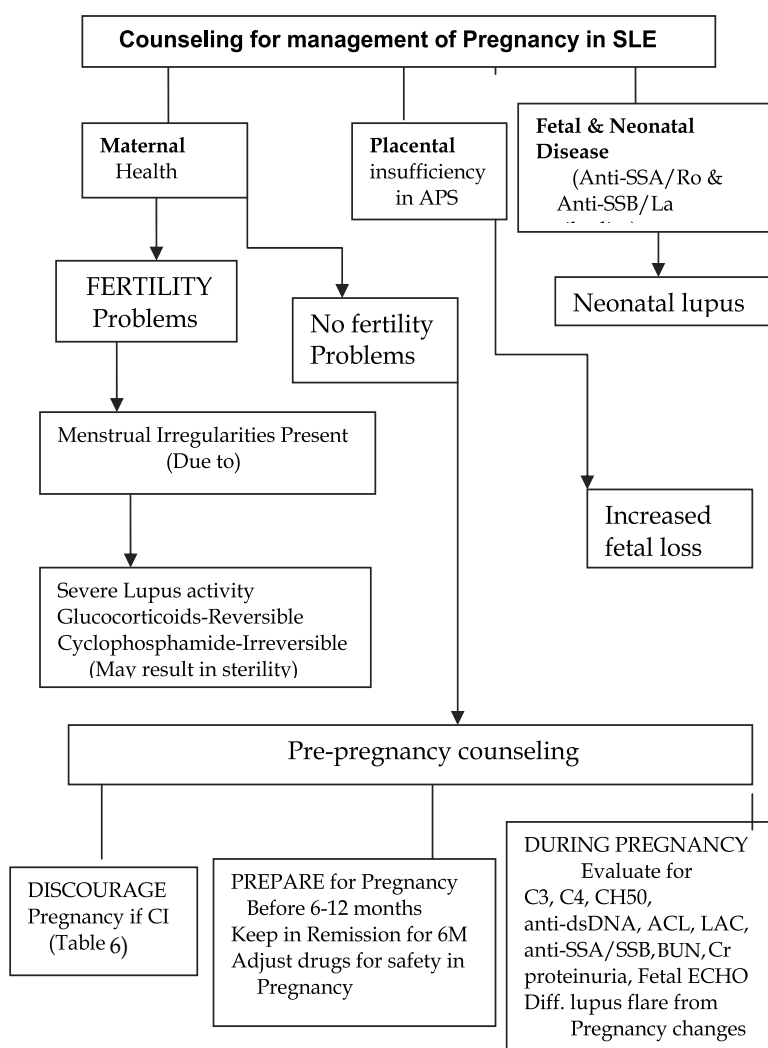 Counseling for management of Pregnancy in SLE
Maternal
Health
Placental
insufficiency
in APS
Fetal & Neonatal
Disease
(Anti-SSA/Ro &
Anti-SSB/La
FERTILITY
Problems
No fertility
Problems
Neonatal lupus
Menstrual Irregularities Present
(Due to)
Increased
fetal loss
Severe Lupus activity
Glucocorticoids-Reversible
Cyclophosphamide-Irreversible
(May result in sterility)
Pre-pregnancy counseling
DISCOURAGE
Pregnancy if CI
(Table 6)
PREPARE for Pregnancy
Before 6-12 months
Keep in Remission for 6M
Adjust drugs for safety in
Pregnancy
DURING PREGNANCY
Evaluate for
C3, C4, CH50,
anti-dsDNA, ACL, LAC,
anti-SSA/SSB,BUN,Cr
proteinuria, Fetal ECHO
Diff. lupus flare from
Pregnancy changes